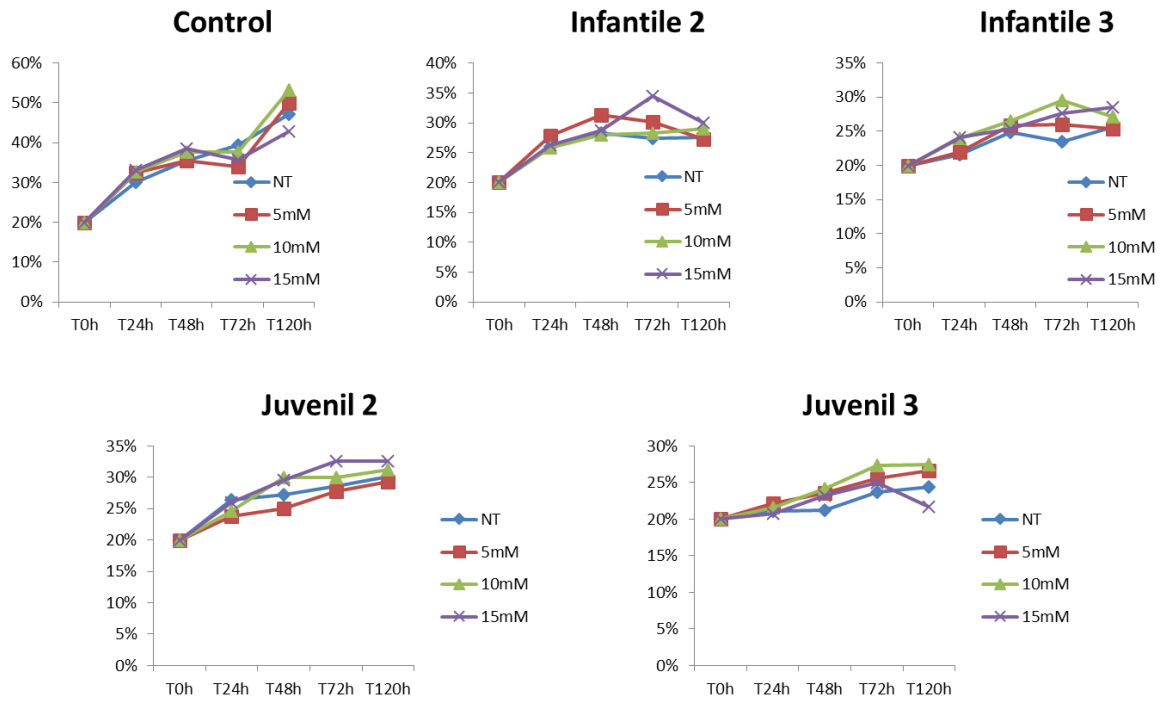 Control
60%
50%
40%
30%
20%
10%
0%
T0h T24h T48h T72h T120h
NT
5mM
10mM
15mM
Infantile 2
40%
35%
30%
25%
20%
15%
10%
5%
0%
T0h T24h T48h T72h T120h
NT
5mM
10mM
15mM
Infantile 3
35%
30%
25%
20%
15%
10%
5%
0%
T0h T24h T48h T72h T120h
NT
5mM
10mM
15mM
Juvenil 2
35%
30%
25%
20%
15%
10%
5%
0%
T0h T24h T48h T72h T120h
NT
5mM
10mM
15mM
Juvenil 3
30%
25%
20%
15%
10%
5%
0%
T0h T24h T48h T72h T120h
NT
5mM
10mM
15mM